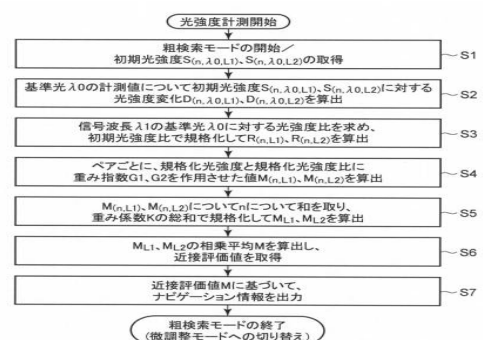 光強度計測開始
粗検索モードの開始／
初期光強度S(n,λ0,L1)、S(n,λ0,L2)の取得
S1
基準光λ0の計測値について初期光強度S(n,λ0,L1)、S(n,λ0,L2)に対する
光強度変化D(n,λ0,L1)、D(n,λ0,L2)を算出
S2
信号波長λ1の基準光λ0に対する光強度比を求め、
初期光強度比で規格化してR(n,L1)、R(n,L2)を算出
S3
ペアごとに、規格化光強度と規格化光強度比に
重み指数G1、G2を作用させた値M(n,L1)、M(n,L2)を算出
S4
M(n,L1)、M(n,L2)についてnについて和を取り、
重み係数Kの総和で規格化してML1、ML2を算出
S5
ML1、ML2の相乗平均Mを算出し、
近接評価値を取得
S6
近接評価値Mに基づいて、
ナビゲーション情報を出力
S7
粗検索モードの終了
(微調整モードへの切り替え)